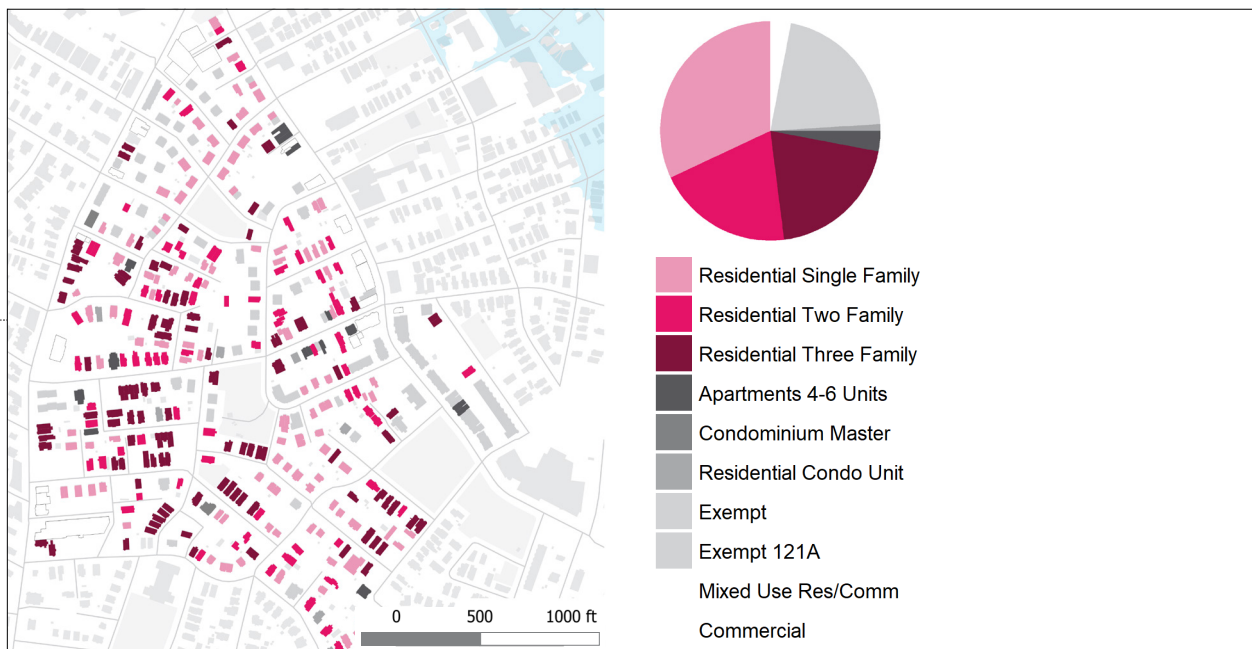 Residential Single Family
Residential Two Family
Residential Three Family
Apartments 4-6 Units
Condominium Master
Residential Condo Unit
Exempt
Exempt 121A
Mixed Use Res/Comm
Commercial
0 500 1000 ft